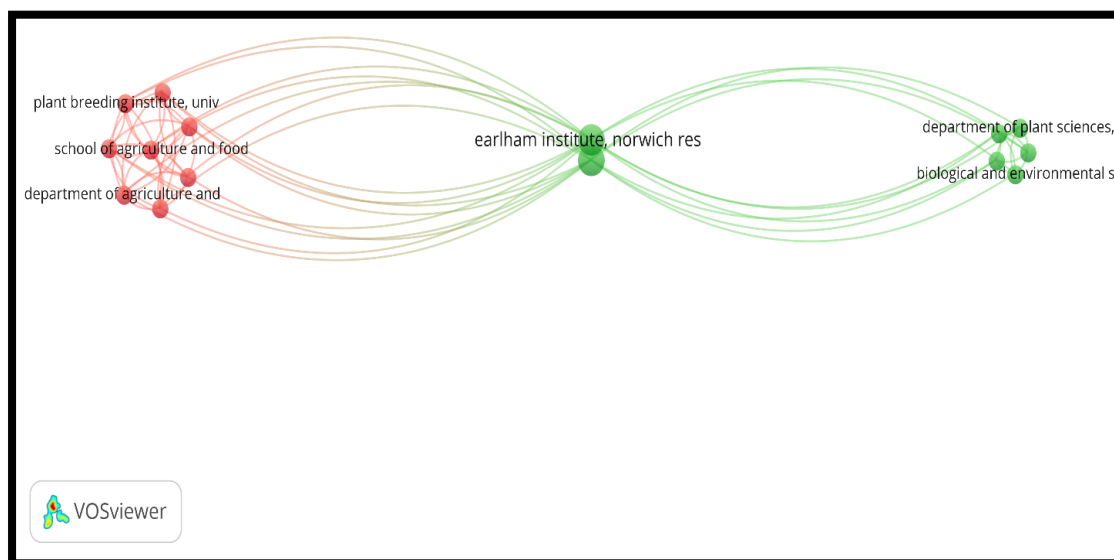 plant breeding institute, univ
school of agriculture and food
department of agriculture and
earlham institute, norwich res
department of plant sciences,
biological and environmental s
VOSviewer